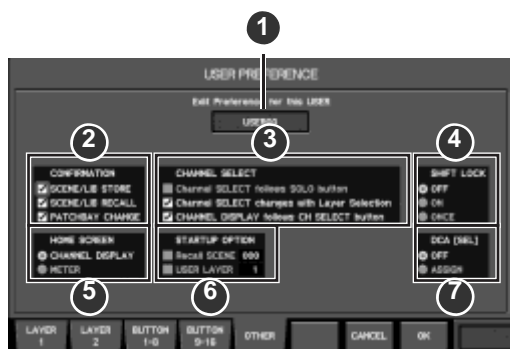 1
USER PREFERENCE
Exit Preference for this USER
2
3
4
CONFIRMATION
SCENE/LIB STORE
SCENE/LIB RECALL
PATCHBAY CHANGE
CHANNEL SELECT
Channel SELECT follows SOLO button
Channel SELECT changes with Layer Selection
CHANNEL DISPLAY follows CH SELECT button
SHIFT LOCK
OFF
ON
ONCE
HOME SCREEN
CHANNEL DISPLAY
METER
STARTUP OPTION
Recall SCENE 000
USER LAYER 1
DCA [SEL]
OFF
ASSIGN
5
6
7
LAYER 1
LAYER 2
BUTTON 1-8
BUTTON 9-16
OTHER
CANCEL
OK